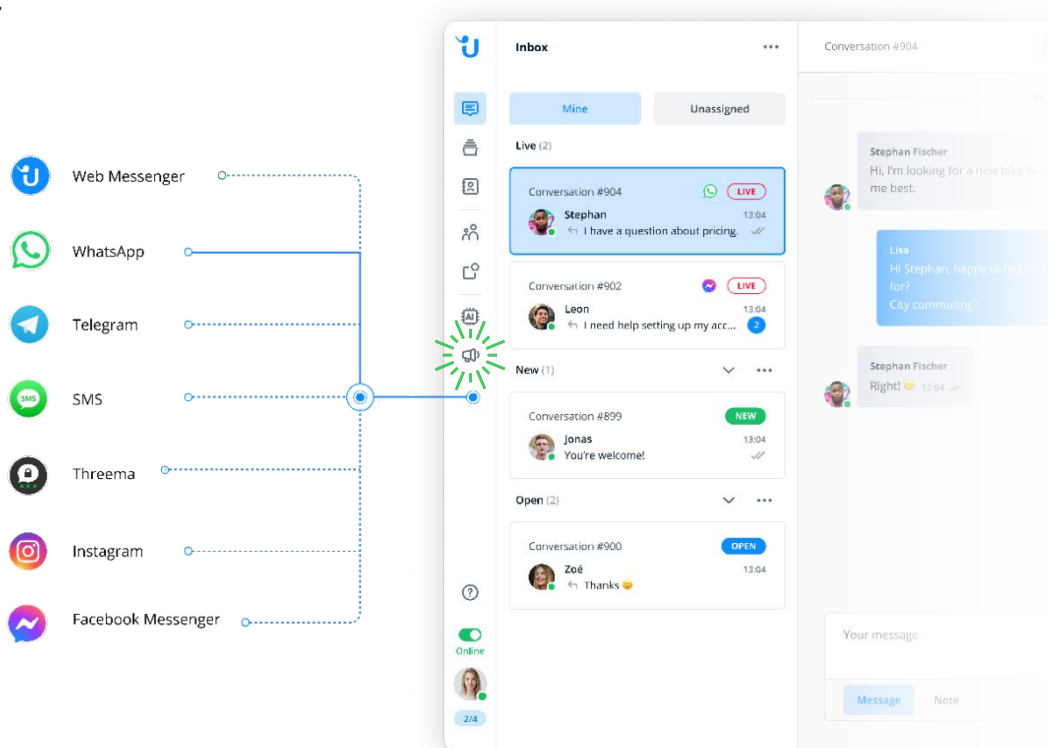 Web Messenger
WhatsApp
Telegram
SMS
SMS
Threema
Instagram
Facebook Messenger
AI
Online
2/4
Inbox
Mine
Unassigned
Live (2)
Conversation #904
LIVE
Stephan
13:04
I have a question about pricing.
Conversation #902
LIVE
Leon
13:04
I need help setting up my acc...
2
New (1)
Conversation #899
NEW
Jonas
13:04
You're welcome!
Open (2)
Conversation #900
OPEN
Zoé
13:04
Thanks
Conversation #904
Stephan Fischer
Hi, I'm looking for a new bike
me best.
Lisa
Hi Stephan, happy to help!
for?
City commuting?
Stephan Fischer
Right! 12:04
Your message
Message
Note